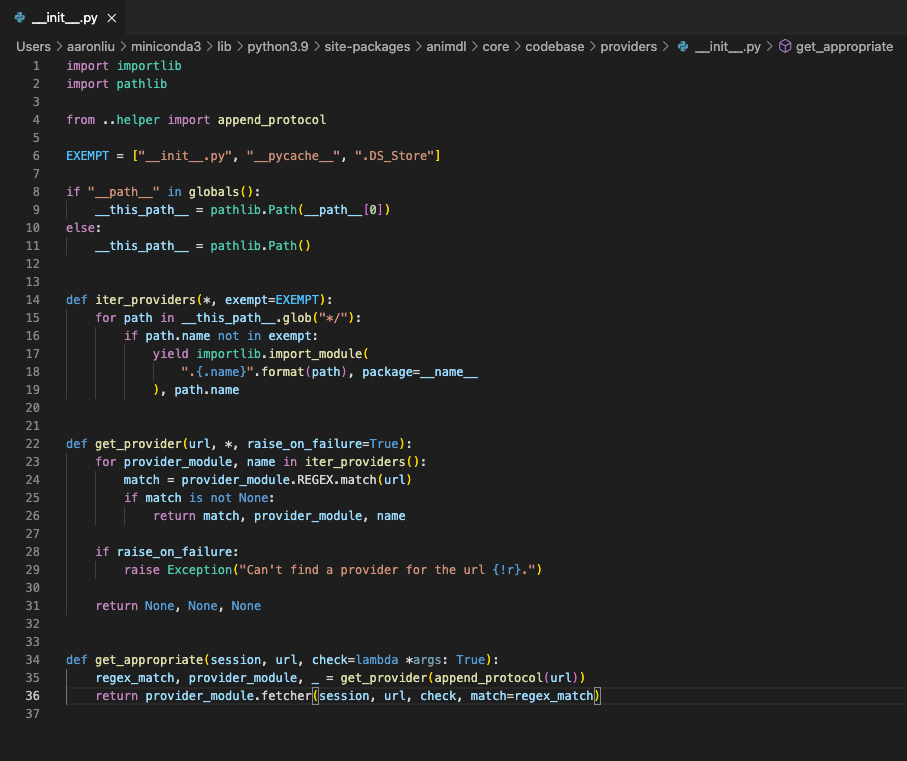 __init__.py ×
Users > aaronliu > miniconda3 > lib > python3.9 > site-packages > animdl > core > codebase > providers > __init__.py > get_appropriate
1 import importlib
2 import pathlib
3
4 from ..helper import append_protocol
5
6 EXEMPT = ["__init__.py", "__pycache__", ".DS_Store"]
7
8 if "__path__" in globals():
9     __this_path__ = pathlib.Path(__path__[0])
10 else:
11     __this_path__ = pathlib.Path()
12
13
14 def iter_providers(*, exempt=EXEMPT):
15     for path in __this_path__.glob("*/"):
16         if path.name not in exempt:
17             yield importlib.import_module(
18                 ".{.name}".format(path), package=__name__
19             ), path.name
20
21
22 def get_provider(url, *, raise_on_failure=True):
23     for provider_module, name in iter_providers():
24         match = provider_module.REGEX.match(url)
25         if match is not None:
26             return match, provider_module, name
27
28     if raise_on_failure:
29         raise Exception("Can't find a provider for the url {!r}.")
30
31     return None, None, None
32
33
34 def get_appropriate(session, url, check=lambda *args: True):
35     regex_match, provider_module, _ = get_provider(append_protocol(url))
36     return provider_module.fetcher(session, url, check, match=regex_match)
37